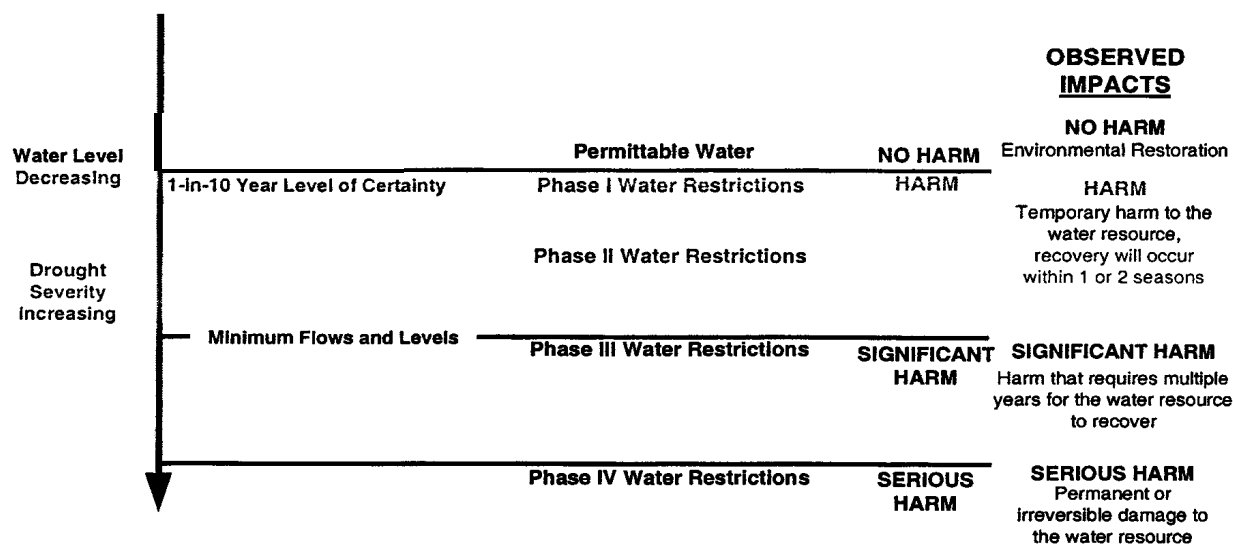 OBSERVED
IMPACTS
NO HARM
Environmental Restoration
Water Level
Decreasing
Permittable Water
NO HARM
1-in-10 Year Level of Certainty
Phase I Water Restrictions
HARM
HARM
Temporary harm to the
water resource,
recovery will occur
within 1 or 2 seasons
Phase II Water Restrictions
Drought
Severity
Increasing
Minimum Flows and Levels
Phase III Water Restrictions
SIGNIFICANT
HARM
SIGNIFICANT HARM
Harm that requires multiple
years for the water resource
to recover
Phase IV Water Restrictions
SERIOUS
HARM
SERIOUS HARM
Permanent or
irreversible damage to
the water resource